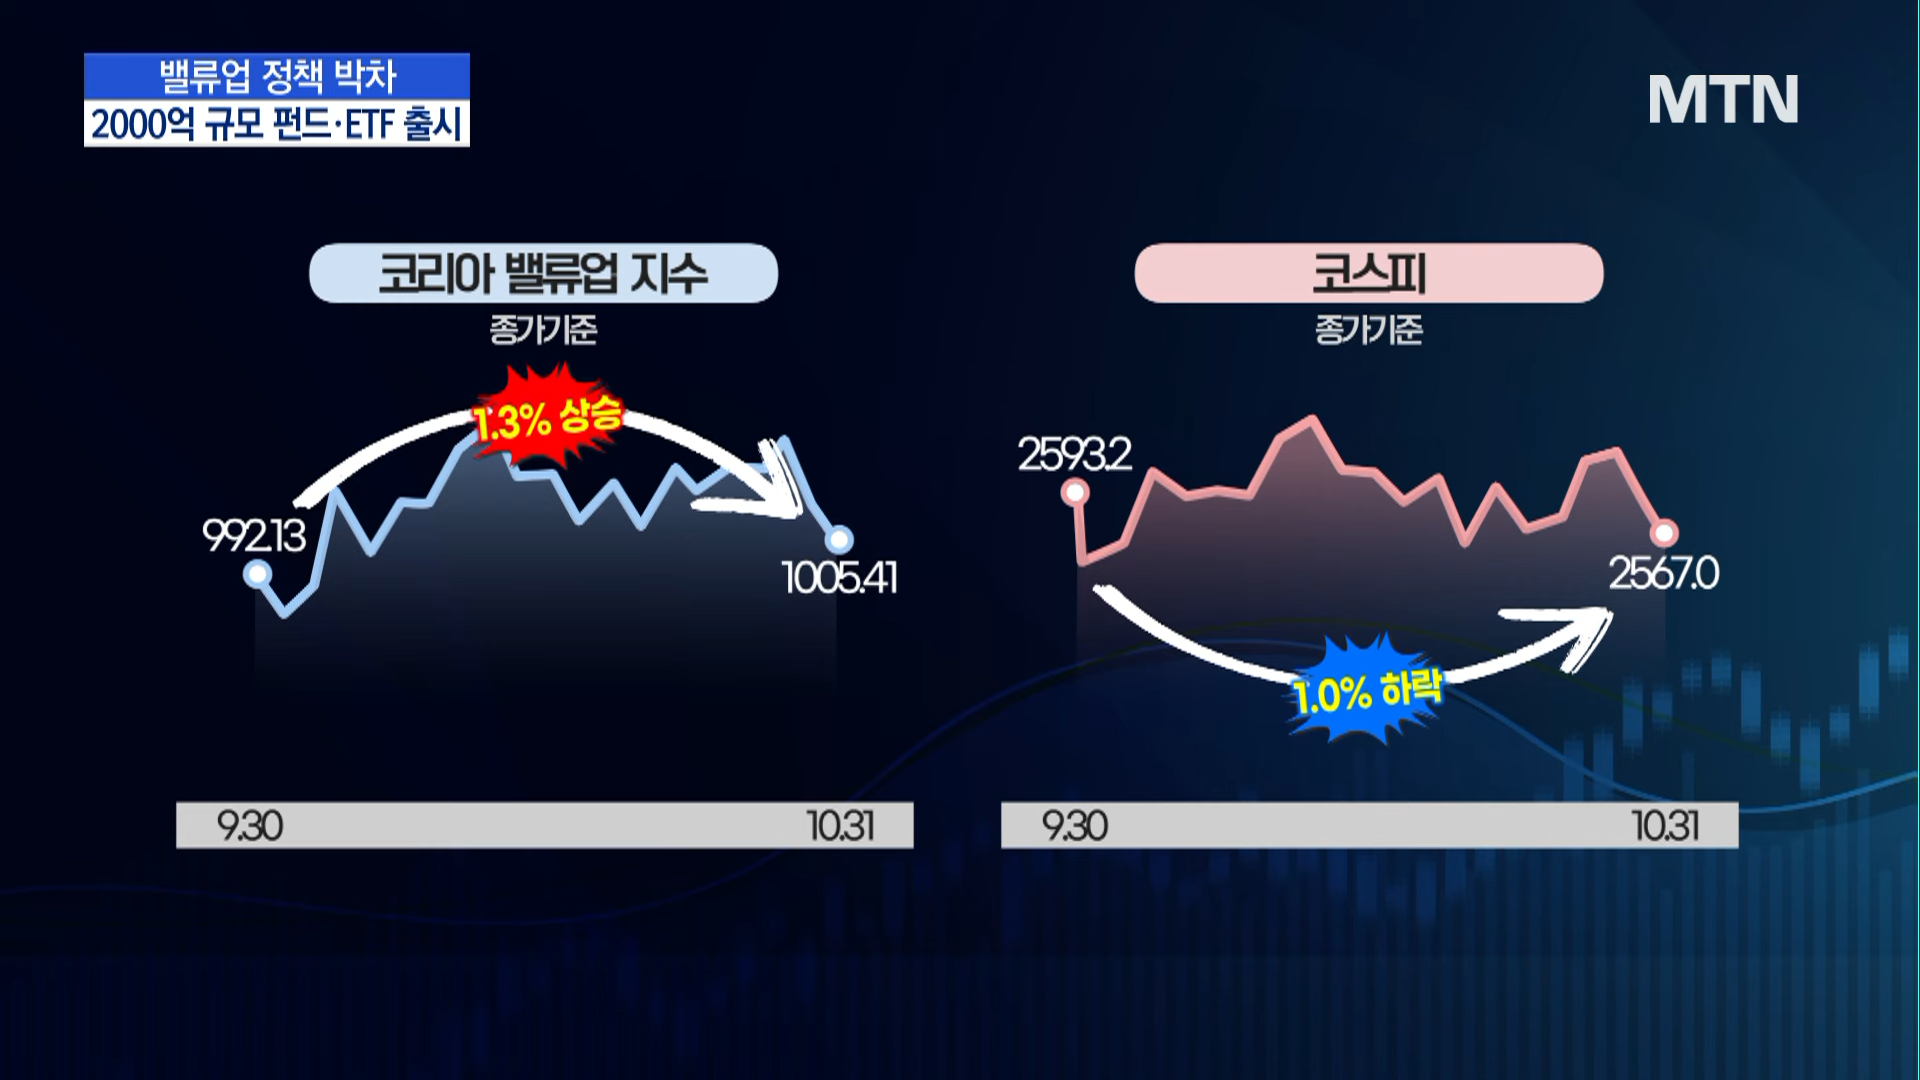 밸류업 정책 박차
2000억 규모 펀드·ETF 출시
MTN
코리아 밸류업 지수
종가기준
1.3% 상승
992.13
1005.41
9.30
10.31
코스피
종가기준
2593.2
2567.0
1.0% 하락
9.30
10.31